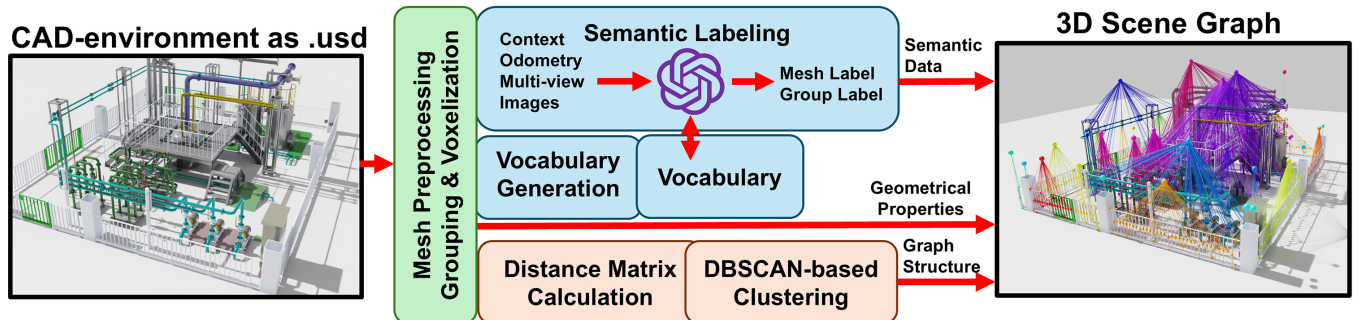 CAD-environment as .usd
Mesh Preprocessing
Grouping & Voxelization
Semantic Labeling
Context
Odometry
Multi-view
Images
Mesh Label
Group Label
Vocabulary
Generation
Vocabulary
Distance Matrix
Calculation
DBSCAN-based
Clustering
Semantic
Data
Geometrical
Properties
Graph
Structure
3D Scene Graph